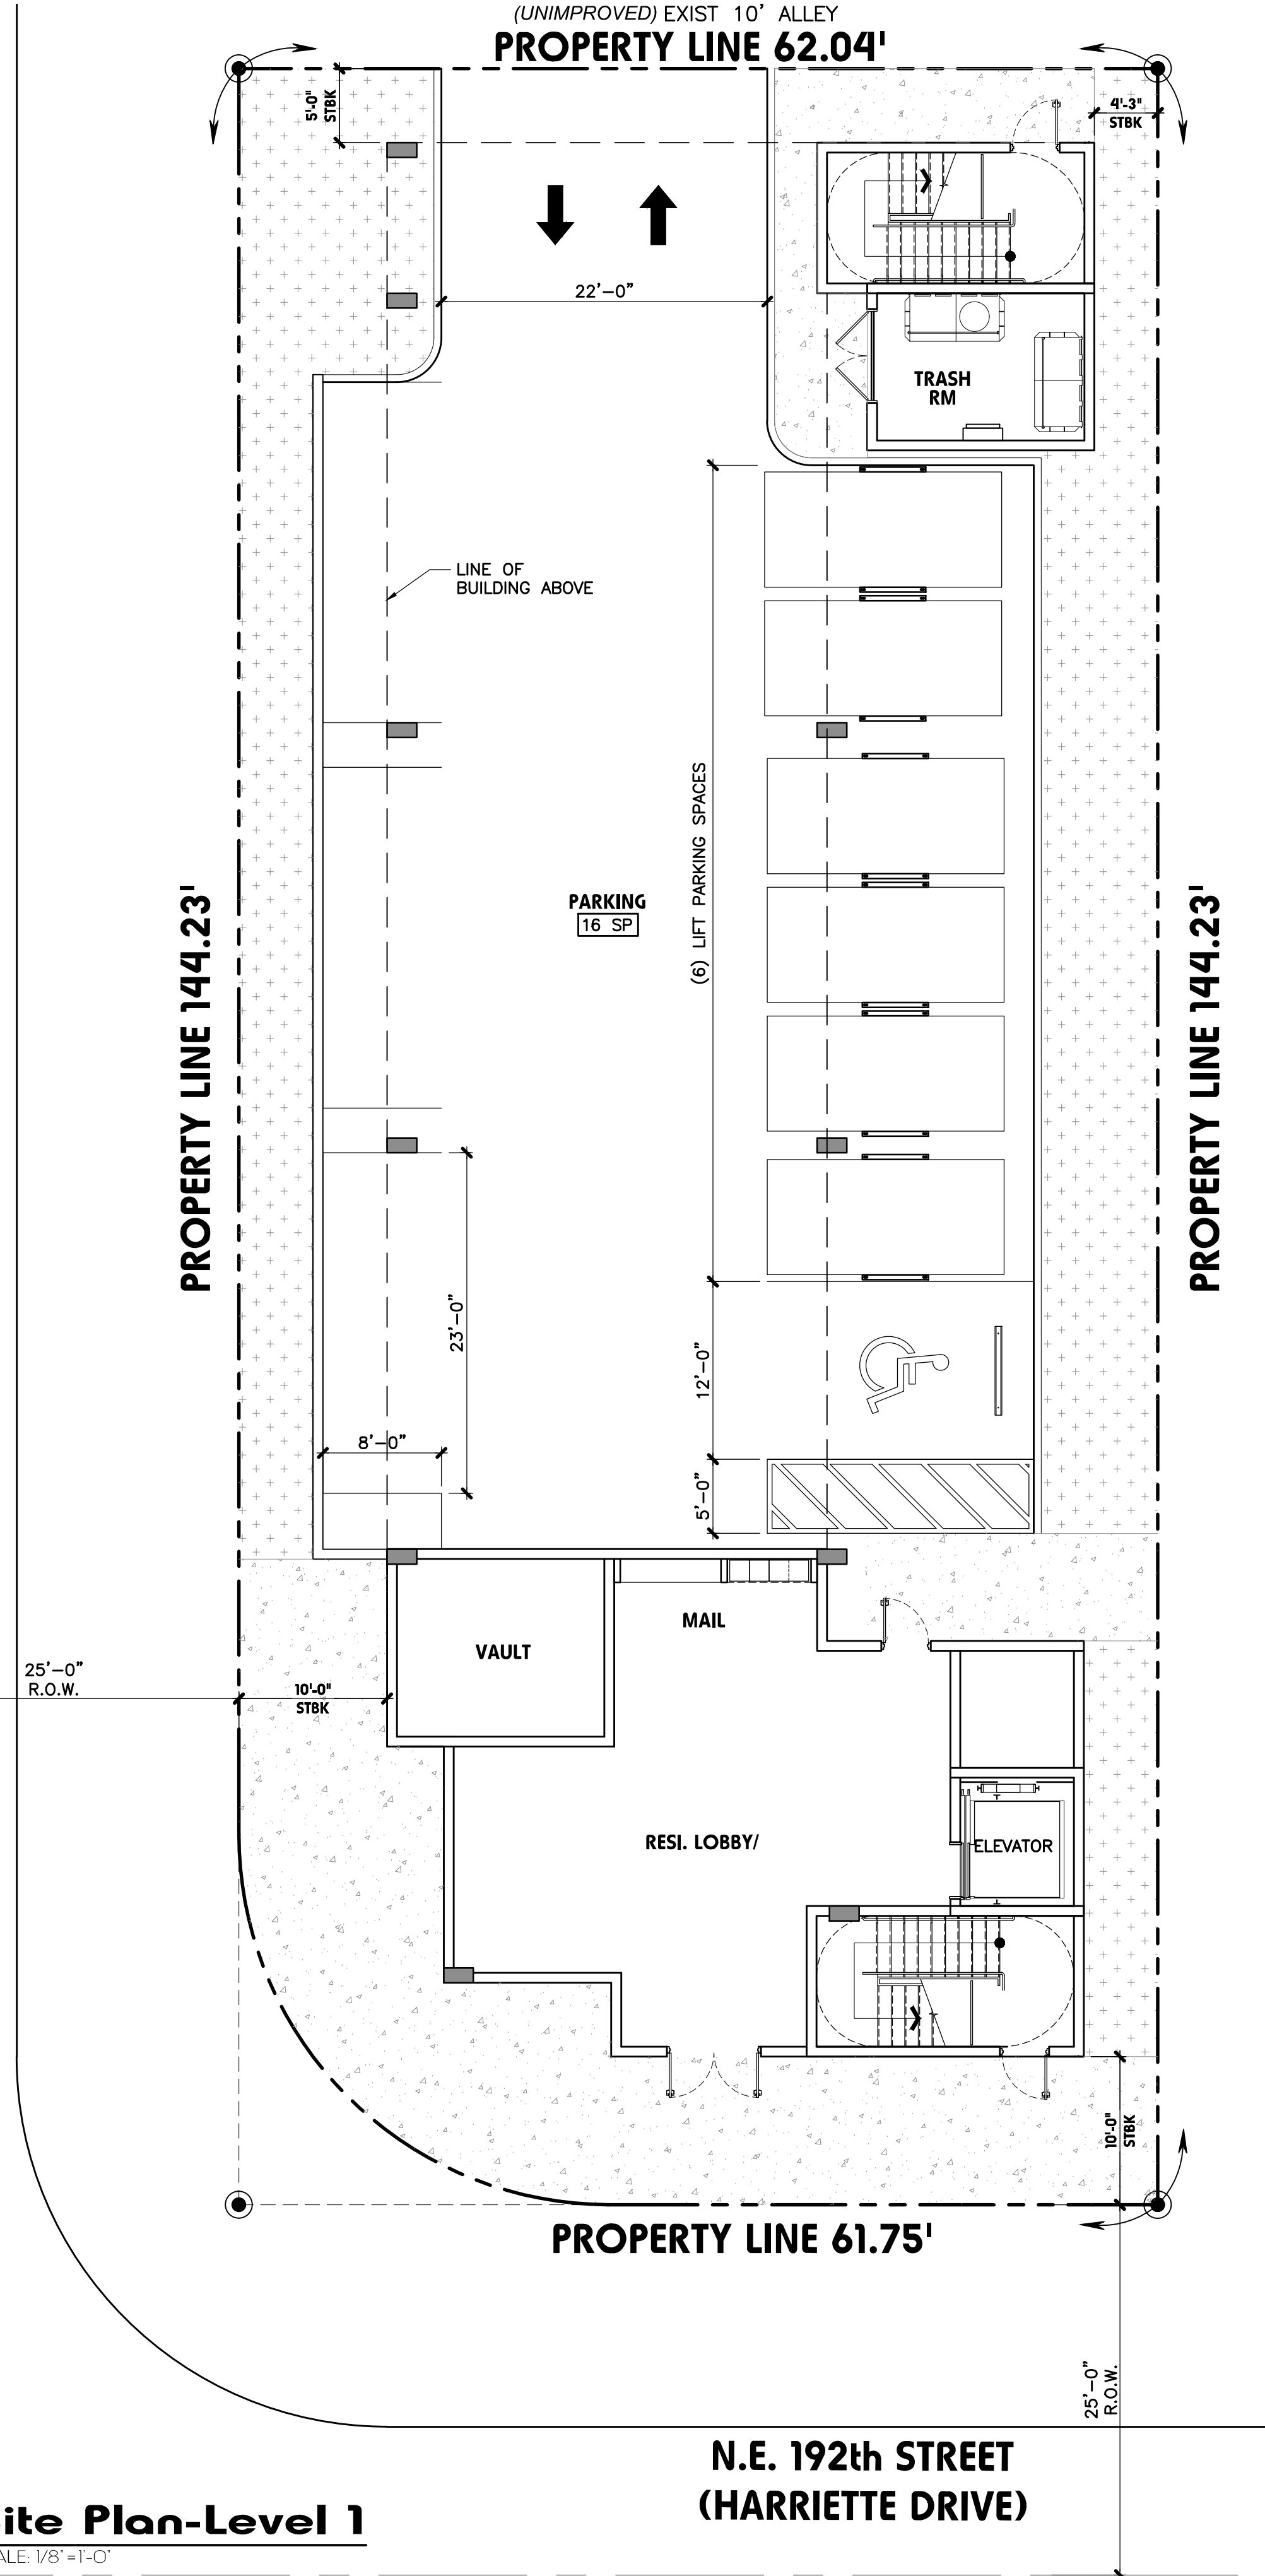 (UNIMPROVED) EXIST 10' ALLEY
PROPERTY LINE 62.04'
5'-0"
STBK
4'-3"
STBK
22'-0"
TRASH
RM
LINE OF
BUILDING ABOVE
(6) LIFT PARKING SPACES
PARKING
16 SP
PROPERTY LINE 144.23'
PROPERTY LINE 144.23'
23'-0"
12'-0"
8'-0"
5'-0"
MAIL
VAULT
25'-0"
R.O.W.
10'-0"
STBK
RESI. LOBBY/
ELEVATOR
10'-0"
STBK
PROPERTY LINE 61.75'
25'-0"
R.O.W.
N.E. 192th STREET
(HARRIETTE DRIVE)
ite Plan-Level 1
ALE: 1/8"=1'-0"